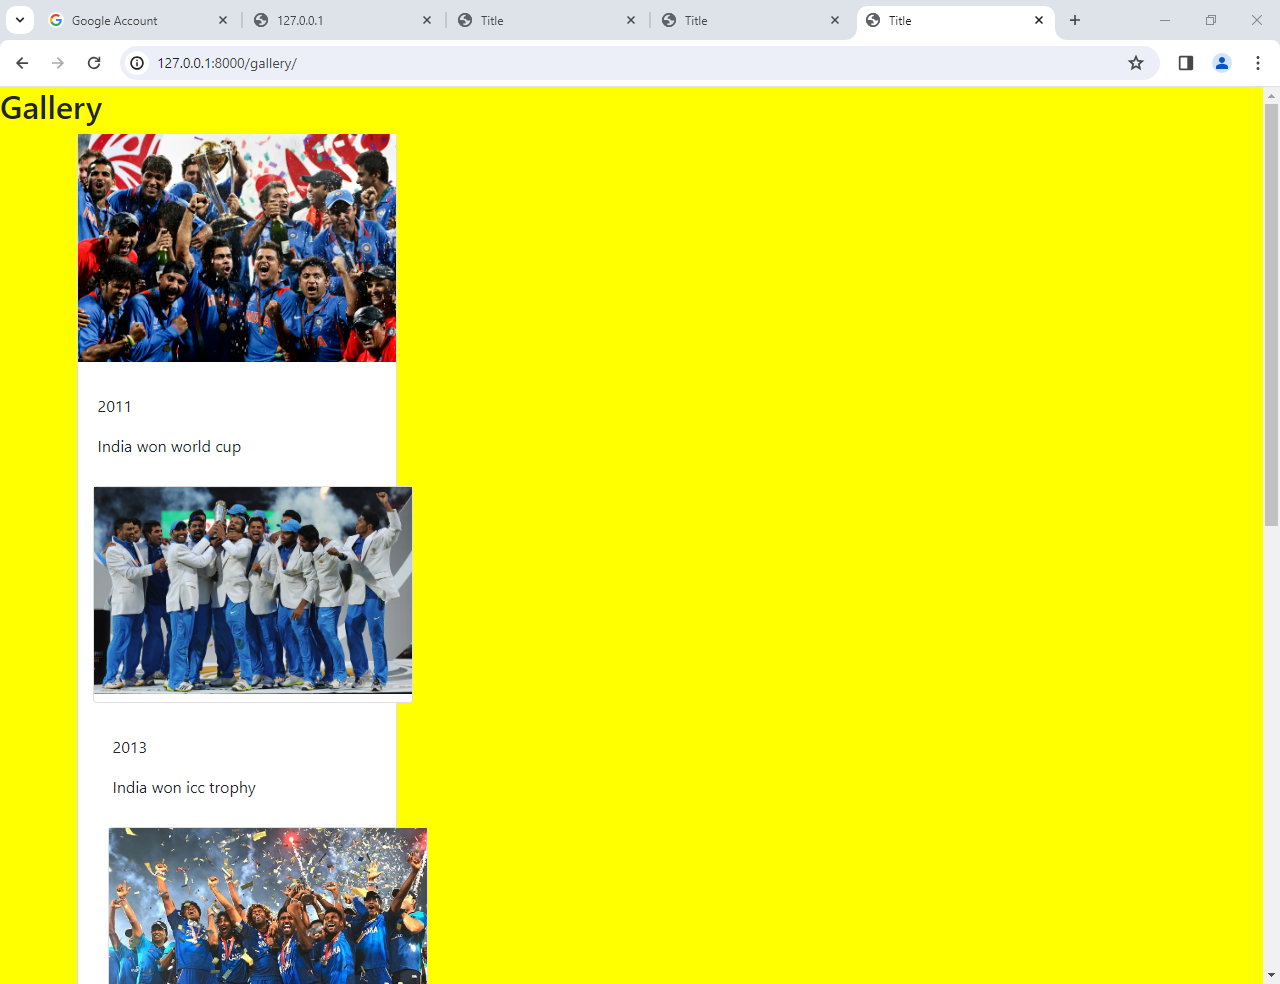 Google Account
127.0.0.1
Title
Title
Title
127.0.0.1:8000/gallery/
Gallery
2011
India won world cup
2013
India won icc trophy